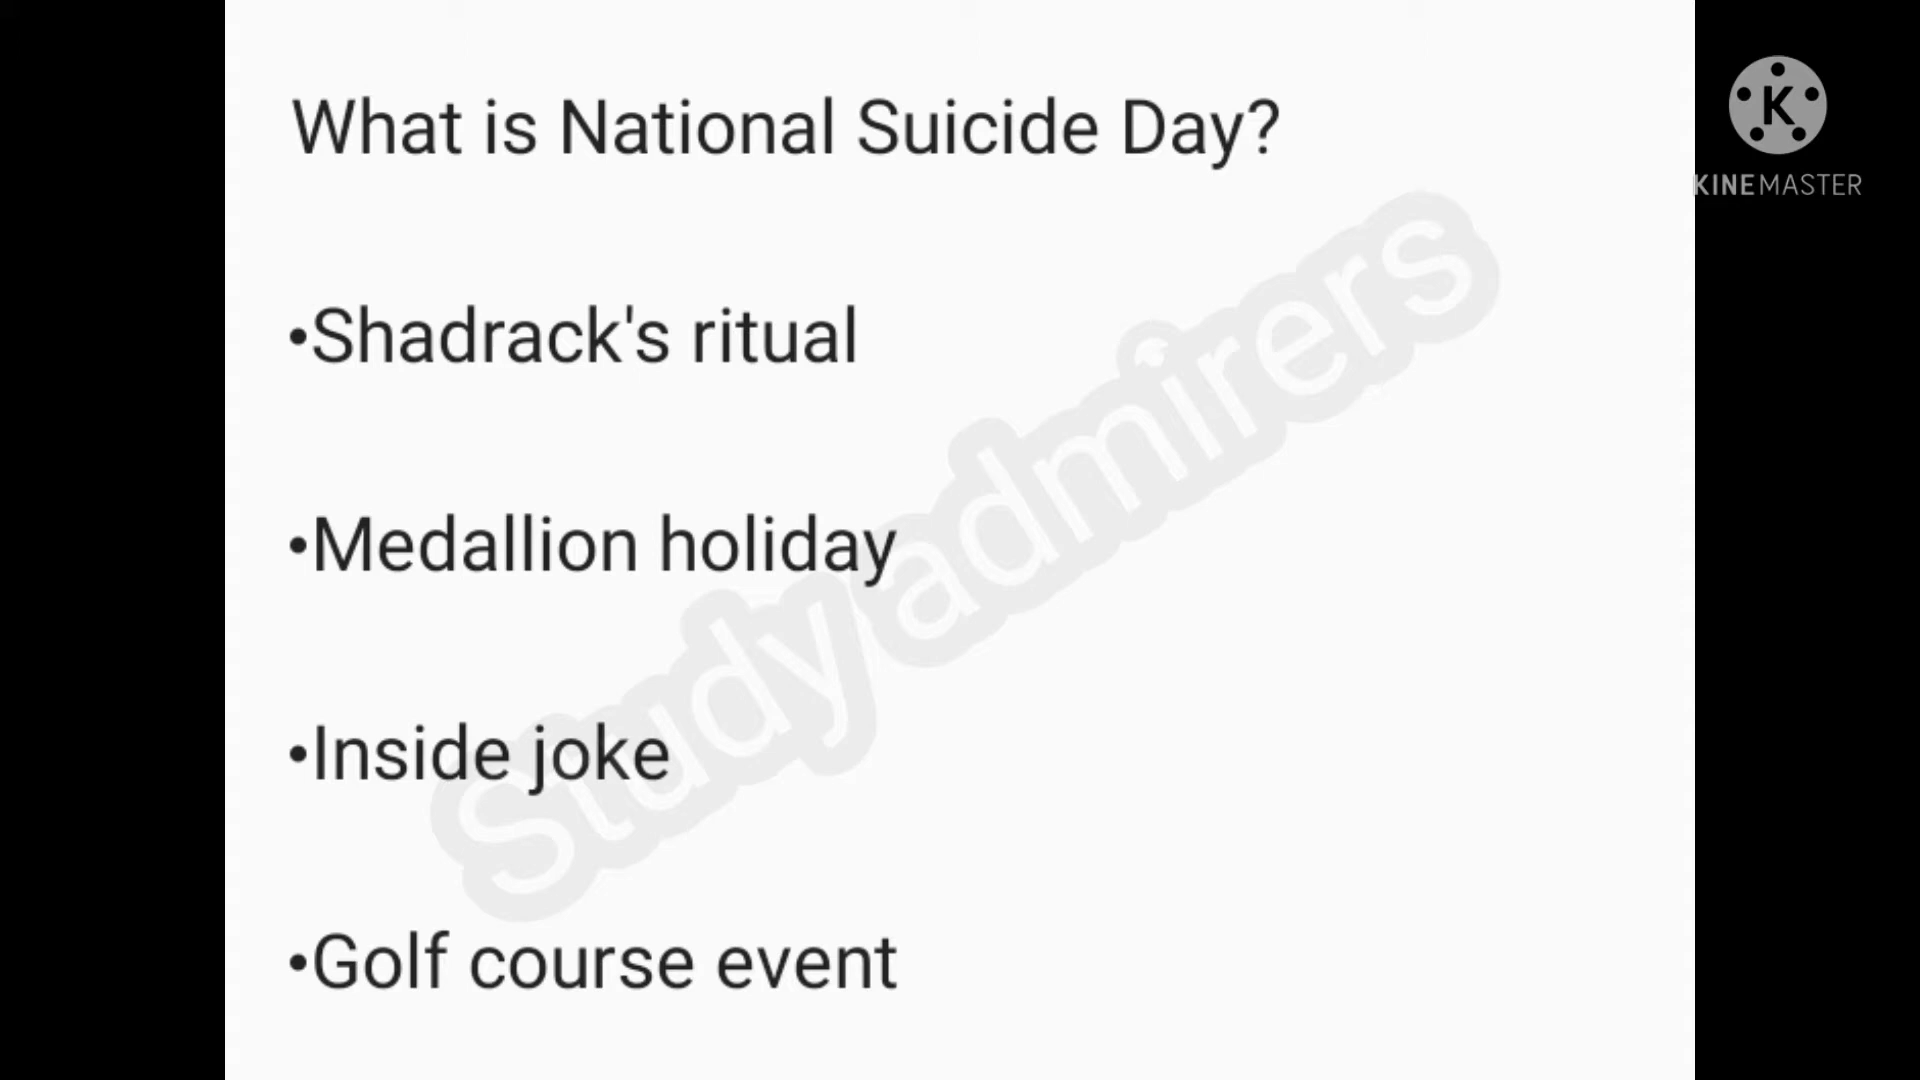 What is National Suicide Day?
•Shadrack's ritual
•Medallion holiday
•Inside joke
•Golf course event
Study admirers
K
KINEMASTER